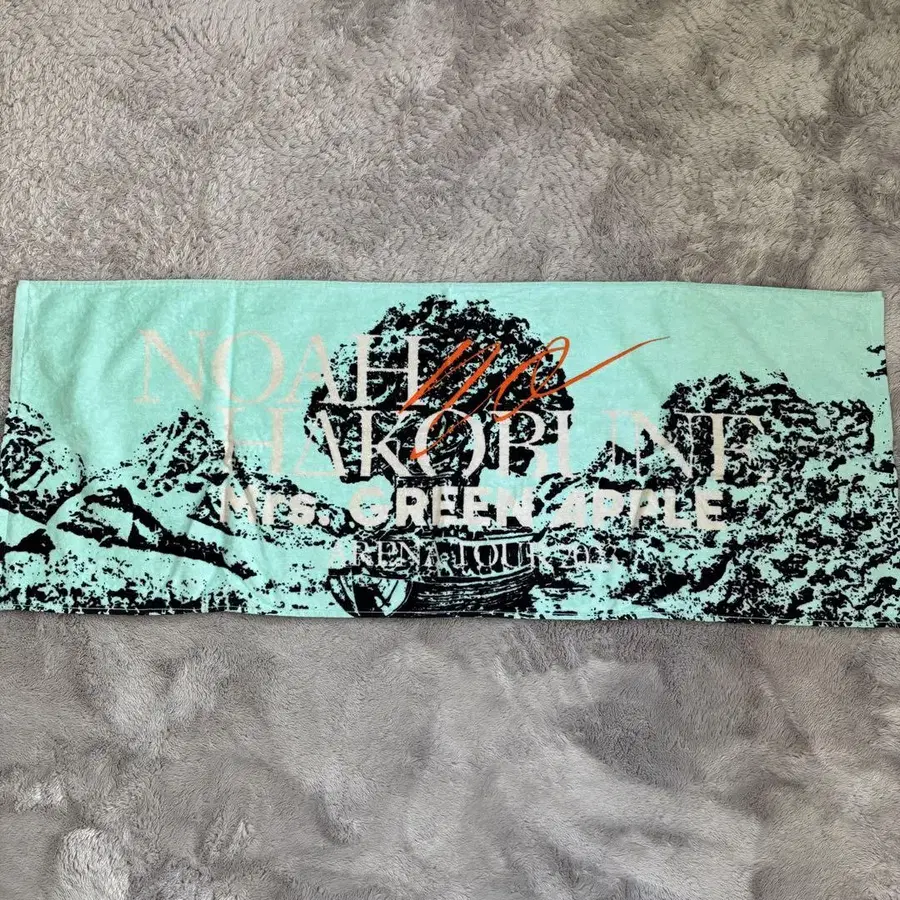 NOAH no
HAKOBUNE
Mrs. GREEN APPLE
ARENA TOUR